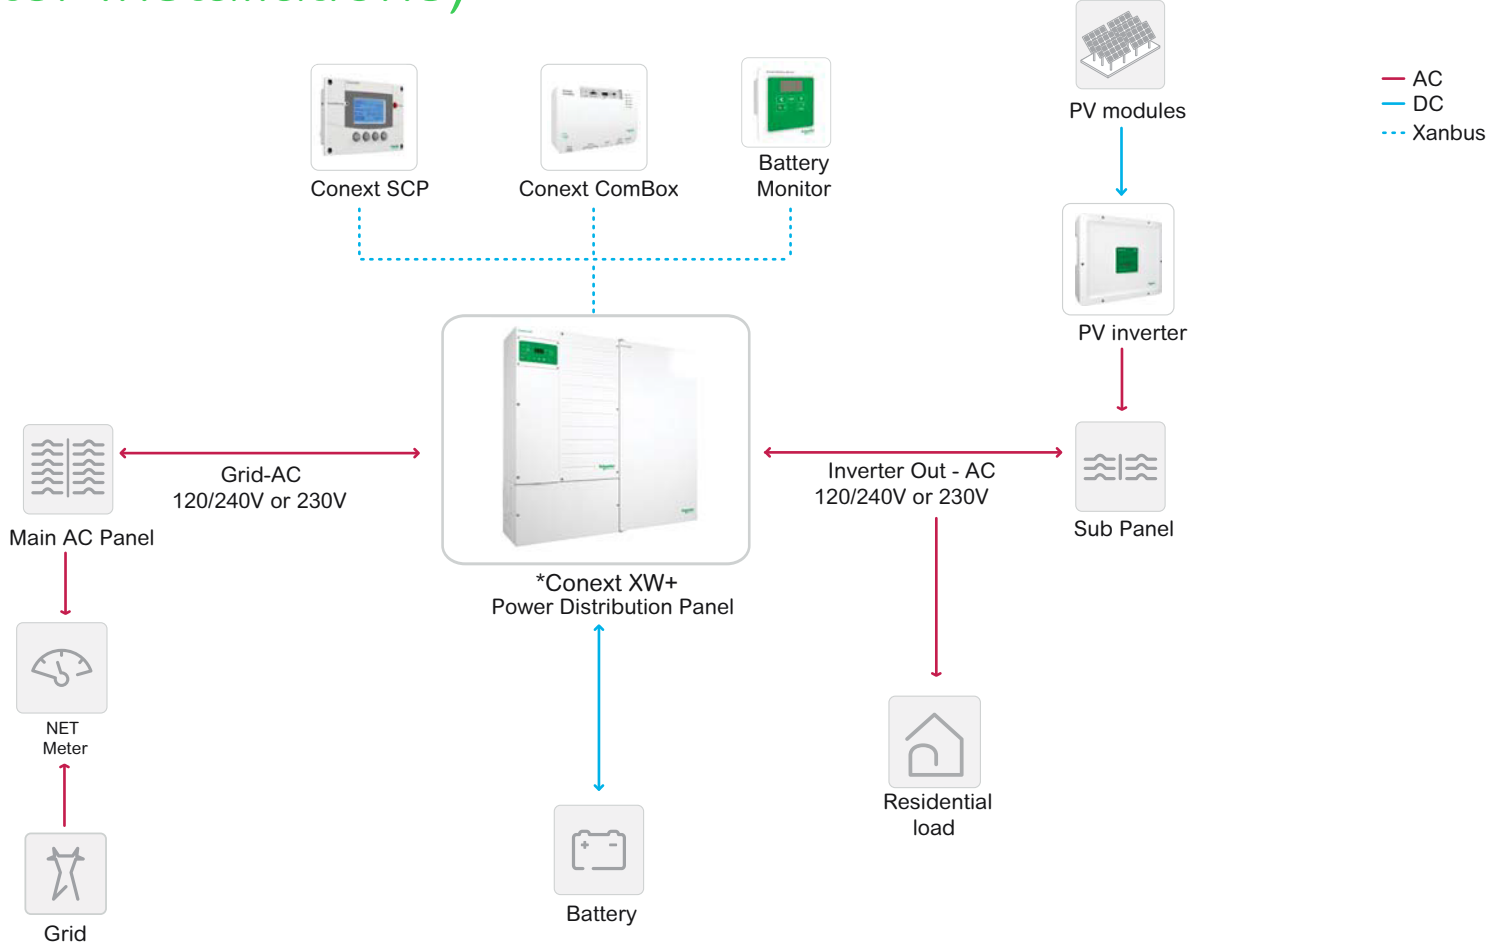 PV modules
AC
DC
Xanbus
Conext SCP
Conext ComBox
Battery
Monitor
PV inverter
Grid-AC
120/240V or 230V
Inverter Out - AC
120/240V or 230V
Main AC Panel
Sub Panel
*Conext XW+
Power Distribution Panel
NET
Meter
Residential
load
Battery
Grid